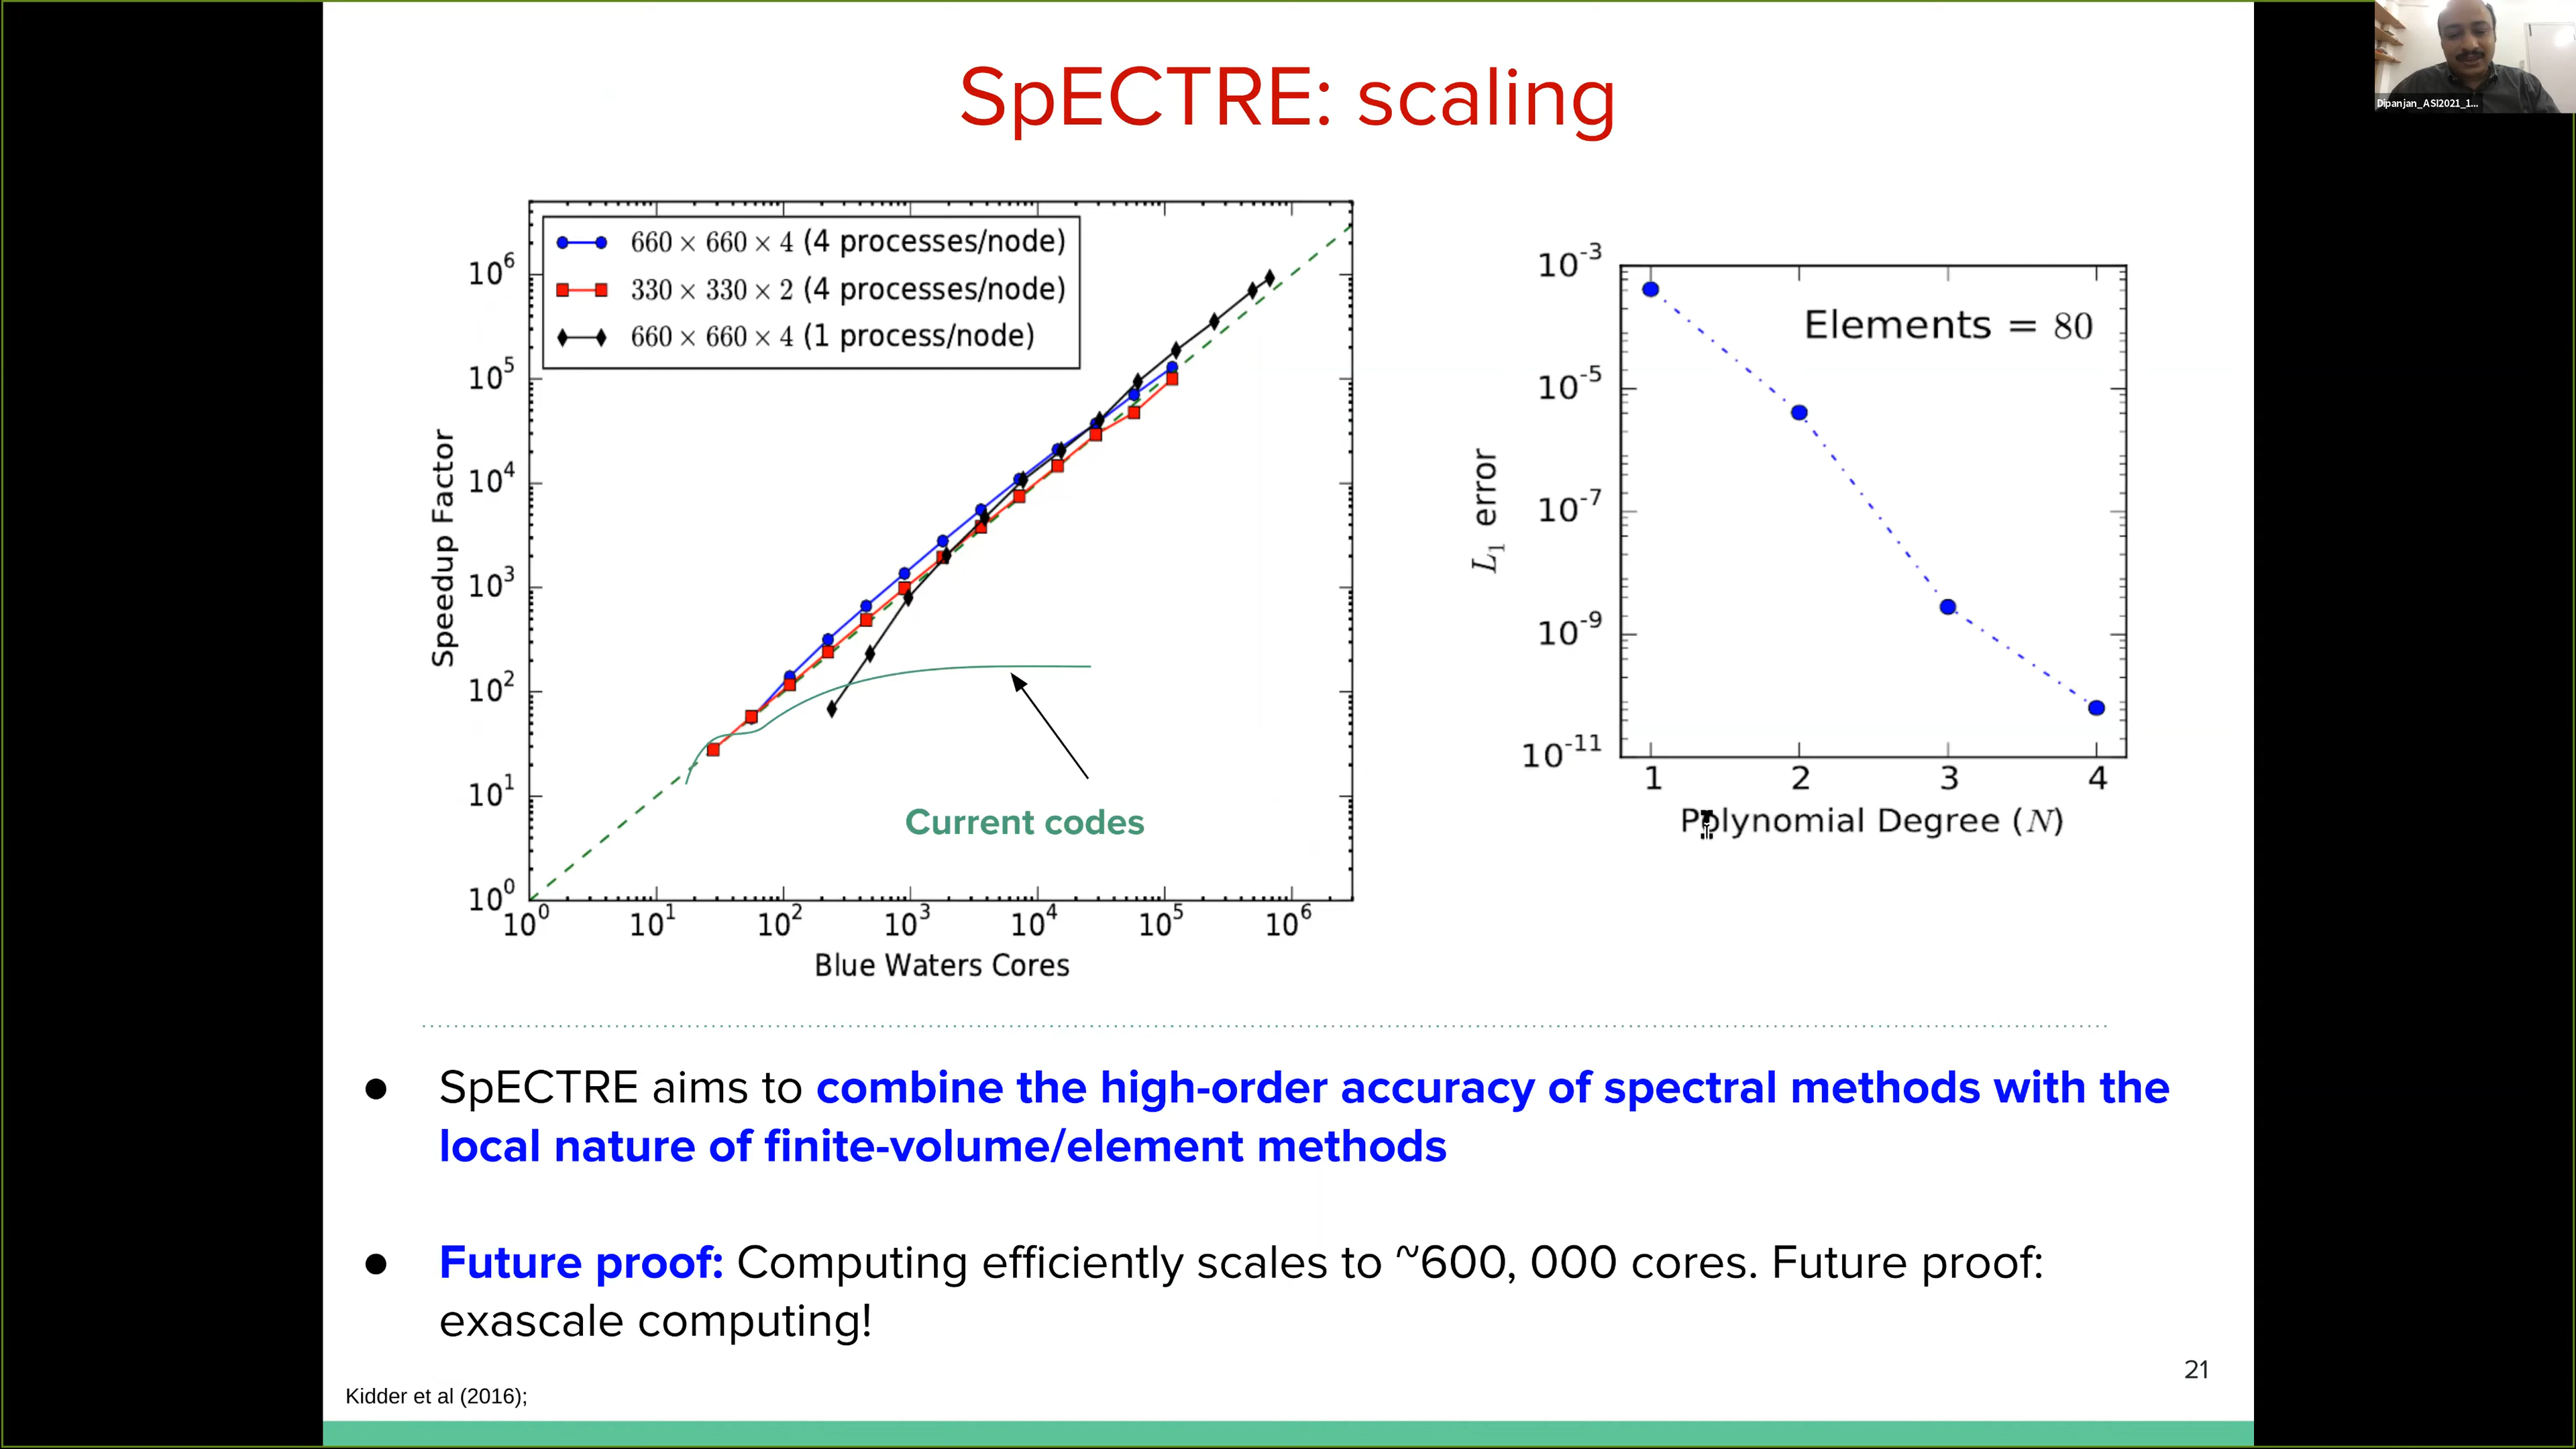 SpECTRE: scaling
Dipanjan_ASI2021_1...
660 × 660 × 4 (4 processes/node)
330 × 330 × 2 (4 processes/node)
660 × 660 × 4 (1 process/node)
Speedup Factor
10^6
10^5
10^4
10^3
10^2
10^1
10^0
10^0 10^1 10^2 10^3 10^4 10^5 10^6
Blue Waters Cores
Current codes
Elements = 80
L_1 error
10^-3
10^-5
10^-7
10^-9
10^-11
1 2 3 4
Polynomial Degree (N)
● SpECTRE aims to combine the high-order accuracy of spectral methods with the
local nature of finite-volume/element methods
● Future proof: Computing efficiently scales to ~600, 000 cores. Future proof:
exascale computing!
21
Kidder et al (2016);